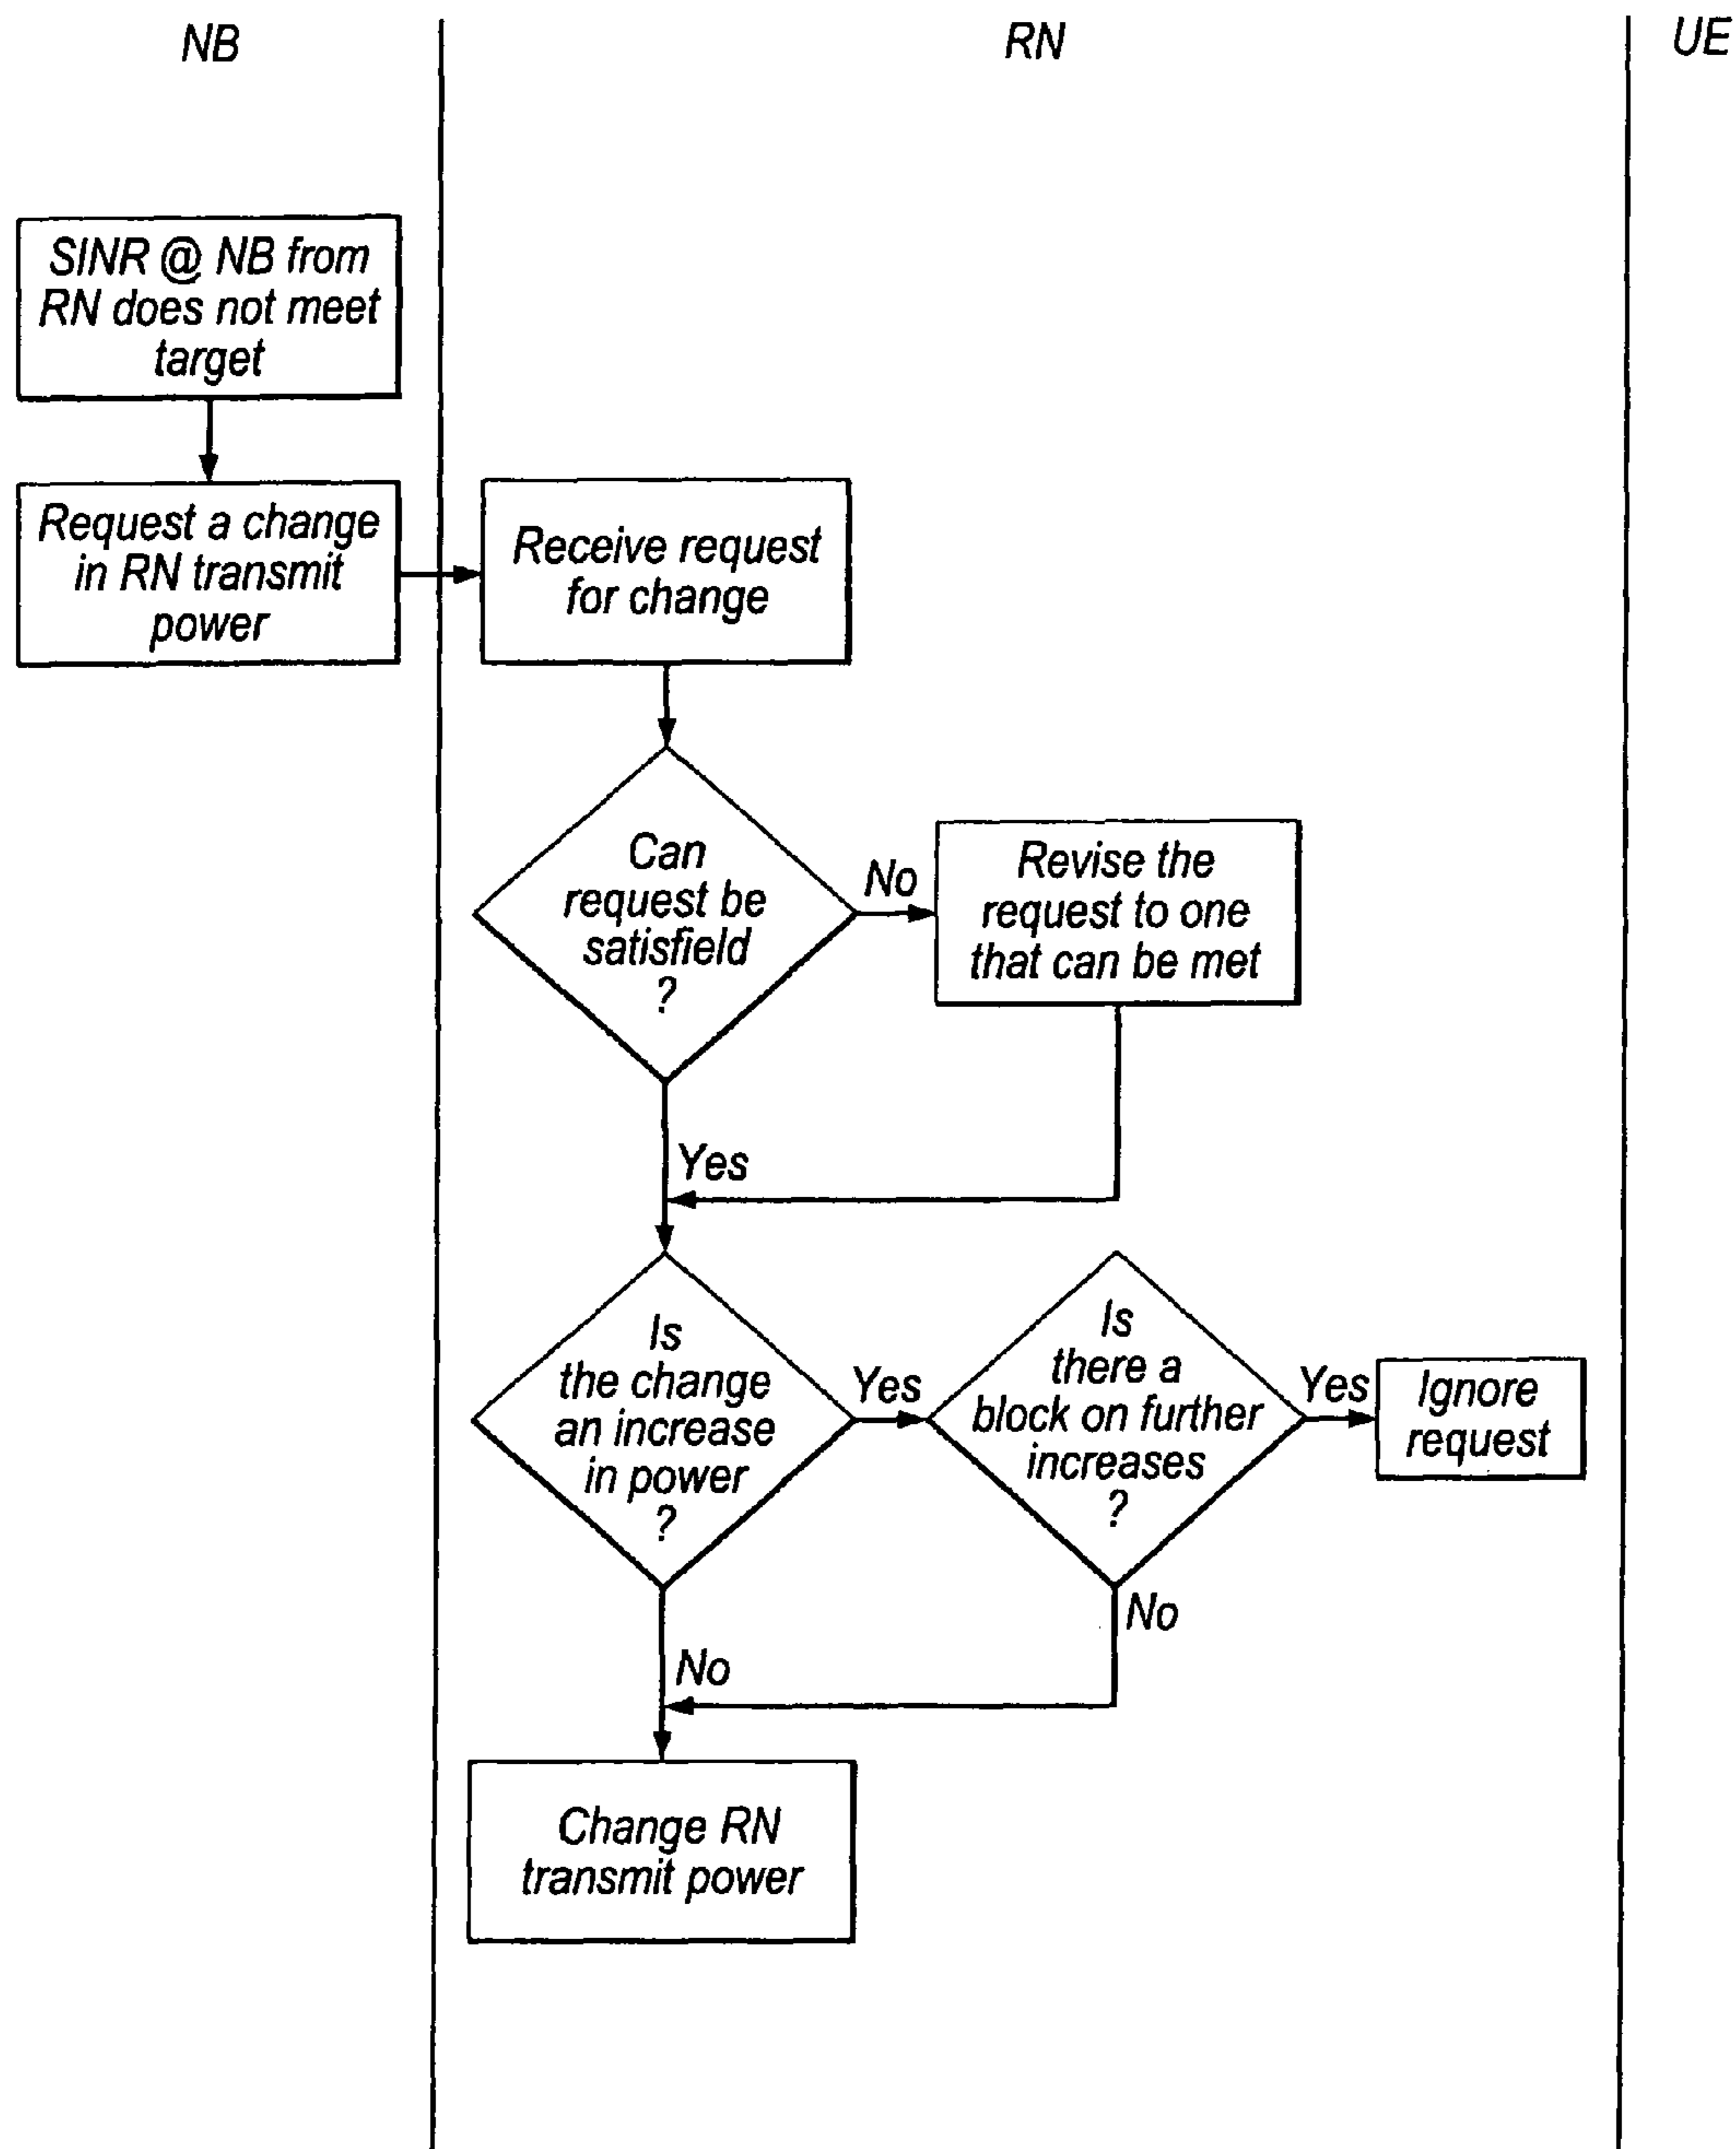 NB
RN
UE
SINR @ NB from
RN does not meet
target
Request a change
in RN transmit
power
Receive request
for change
Can
request be
satisfield
?
No
Revise the
request to one
that can be met
Yes
Is
the change
an increase
in power
?
Yes
Is
there a
block on further
increases
?
Yes
Ignore
request
No
No
Change RN
transmit power